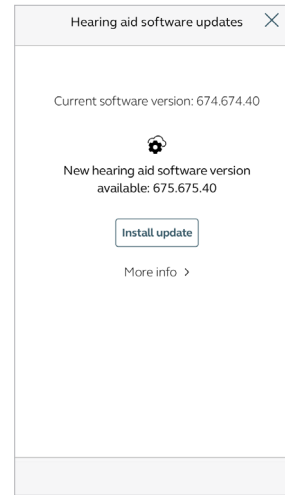 Hearing aid software updates
Current software version: 674.674.40
New hearing aid software version
available: 675.675.40
Install update
More info >